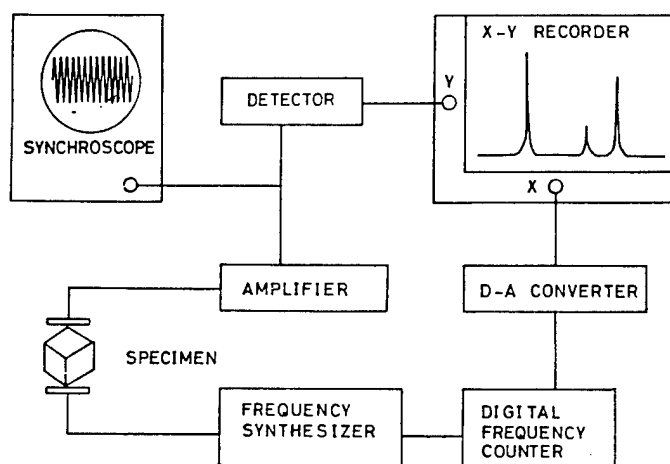 X-Y RECORDER
Y
DETECTOR
SYNCHROSCOPE
X
AMPLIFIER
D-A CONVERTER
SPECIMEN
FREQUENCY
SYNTHESIZER
DIGITAL
FREQUENCY
COUNTER